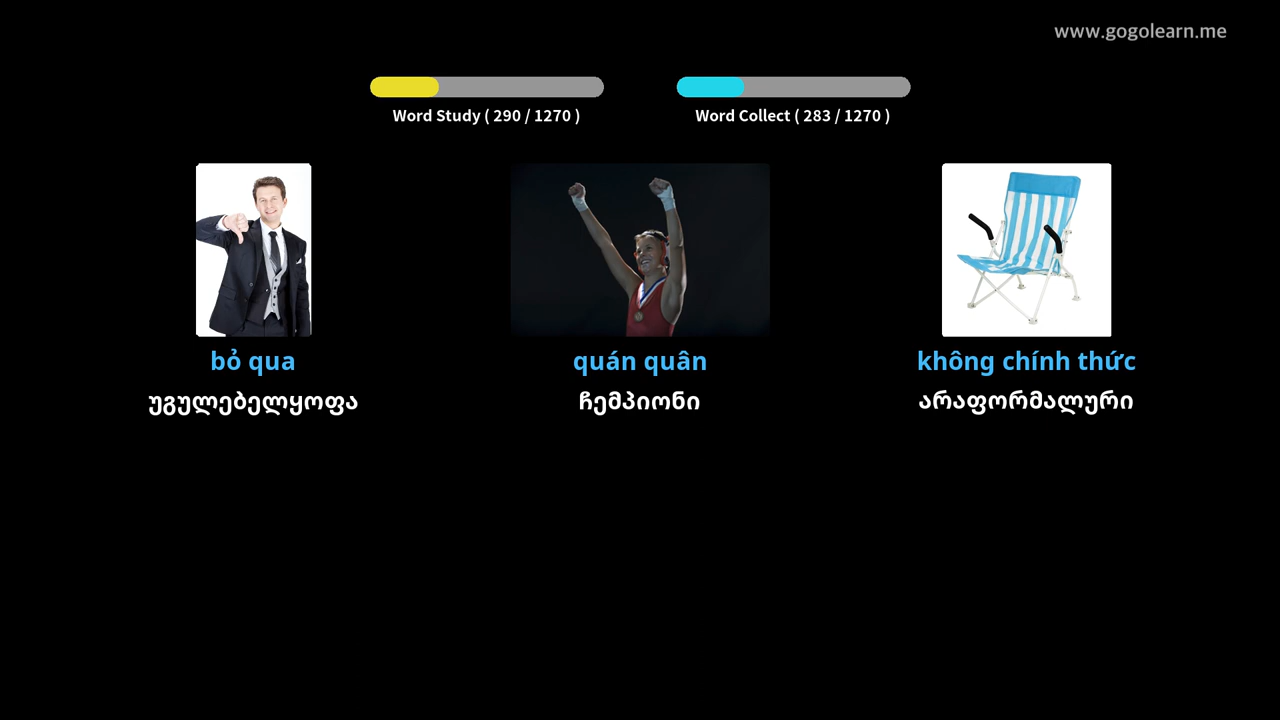 www.gogolearn.me
Word Study ( 290 / 1270 )
Word Collect ( 283 / 1270 )
bỏ qua
quán quân
không chính thức
უგულებელყოფა
ჩემპიონი
არაფორმალური